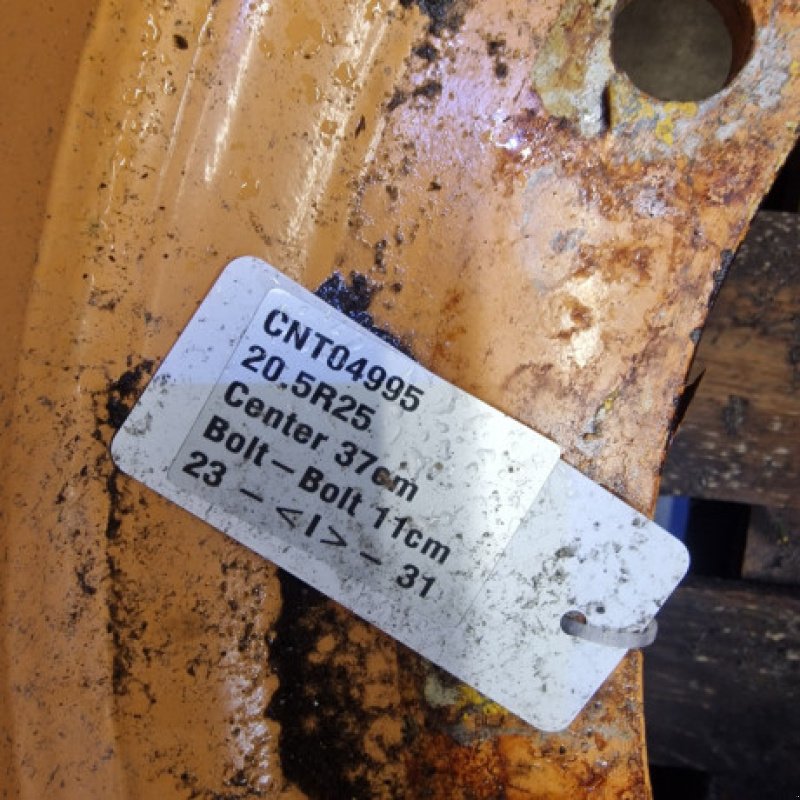 CNT04995
20.5R25
Center 37cm
Bolt – Bolt 11cm
23 – <|> – 31